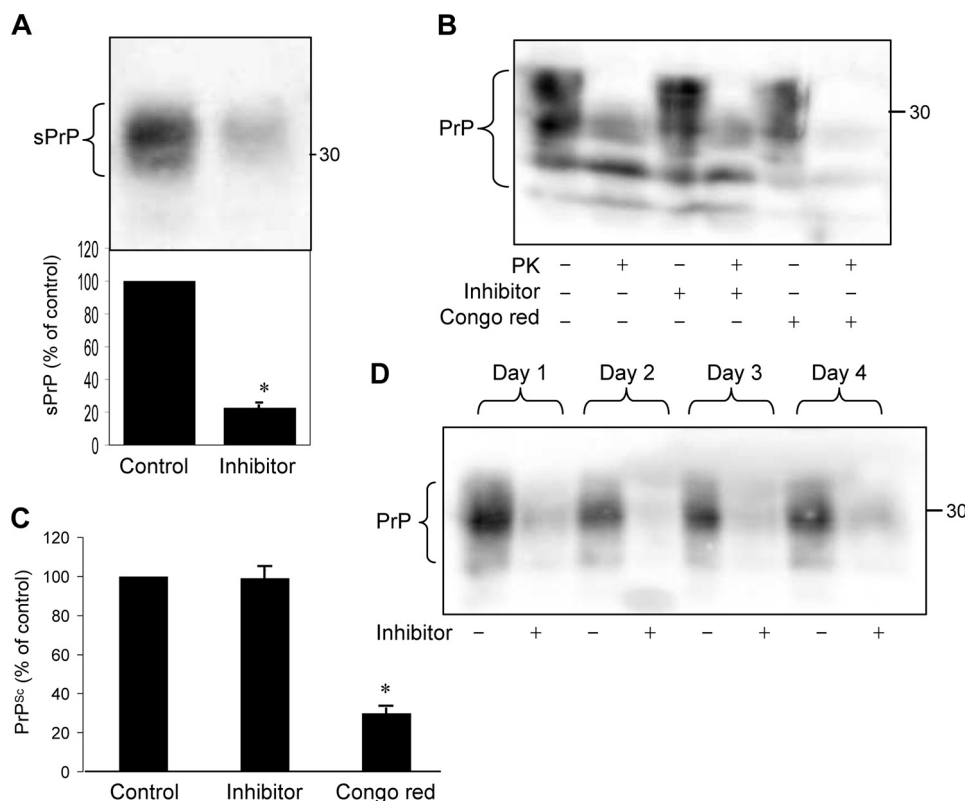 A
sPrP
30
120
100
80
60
40
20
0
sPrP (% of control)
Control Inhibitor
*
B
PrP
30
PK – + – + – +
Inhibitor – – + + – –
Congo red – – – – + +
C
120
100
80
60
40
20
0
PrPSc (% of control)
*
Control Inhibitor Congo red
D
Day 1 Day 2 Day 3 Day 4
PrP
30
Inhibitor – + – + – + – +